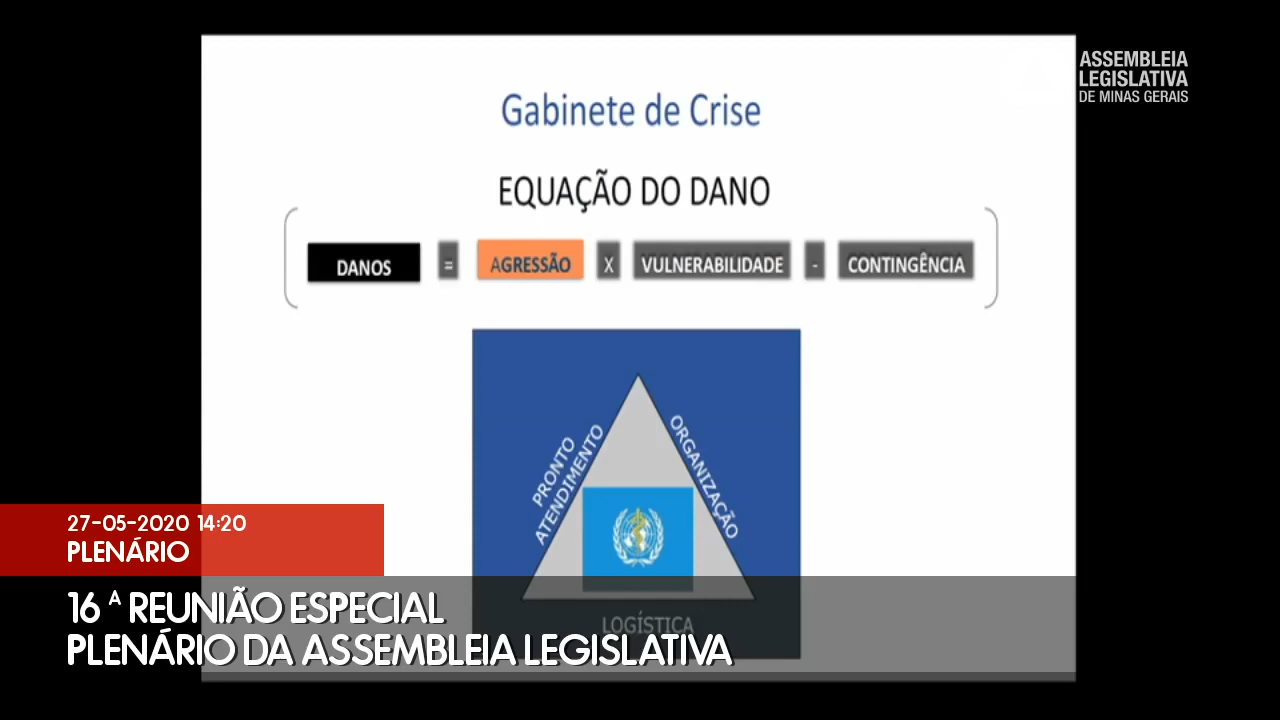 ASSEMBLEIA
LEGISLATIVA
DE MINAS GERAIS
Gabinete de Crise
EQUAÇÃO DO DANO
DANOS = AGRESSÃO X VULNERABILIDADE - CONTINGÊNCIA
PRONTO
ATENDIMENTO
ORGANIZAÇÃO
LOGÍSTICA
27-05-2020 14:20
PLENÁRIO
16 ª REUNIÃO ESPECIAL
PLENÁRIO DA ASSEMBLEIA LEGISLATIVA